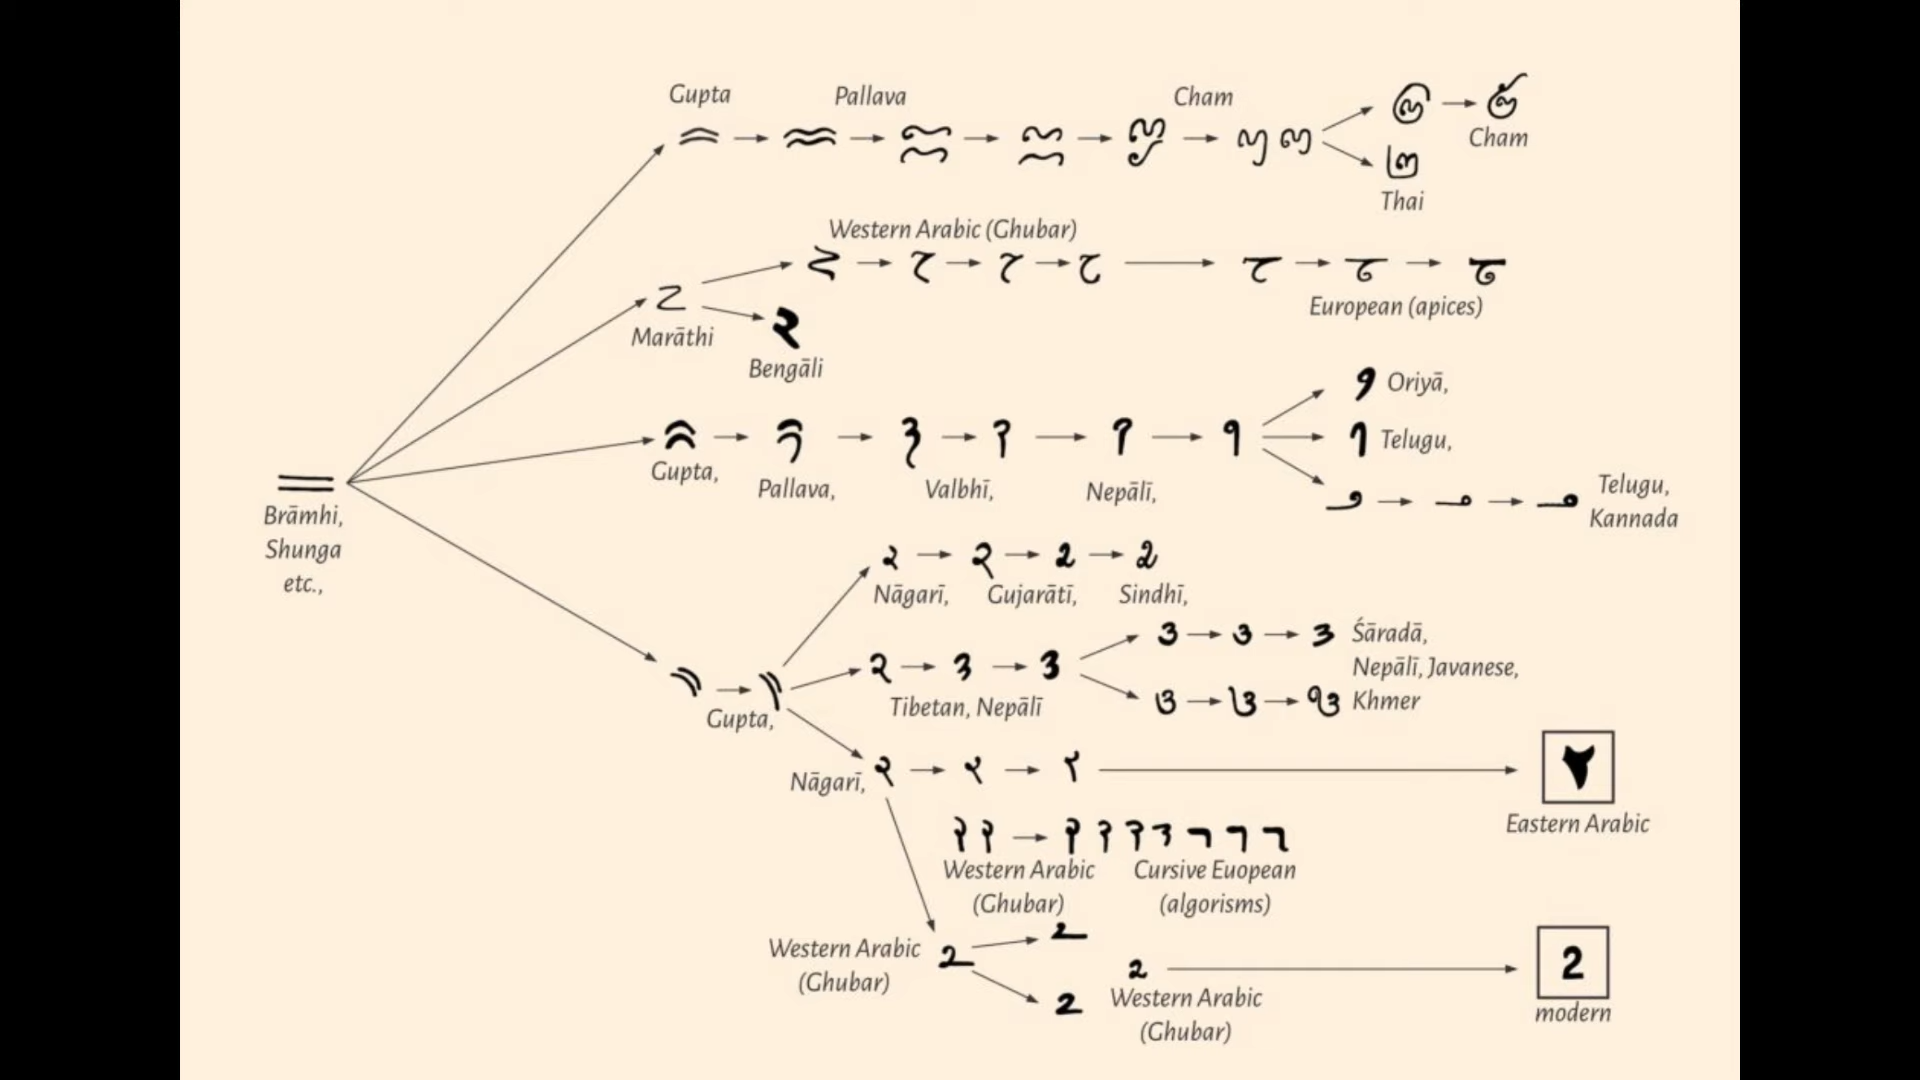 Gupta
Pallava
Cham
Cham
Thai
Western Arabic (Ghubar)
European (apices)
Marāthi
Bengāli
Oriyā,
Telugu,
Gupta,
Pallava,
Valbhī,
Nepālī,
Telugu,
Kannada
Brāmhi,
Shunga
etc.,
Nāgarī,
Gujarātī,
Sindhī,
Śāradā,
Nepālī, Javanese,
Khmer
Tibetan, Nepālī
Gupta,
Nāgarī,
Eastern Arabic
Western Arabic
(Ghubar)
Cursive Euopean
(algorisms)
Western Arabic
(Ghubar)
2
Western Arabic
(Ghubar)
modern